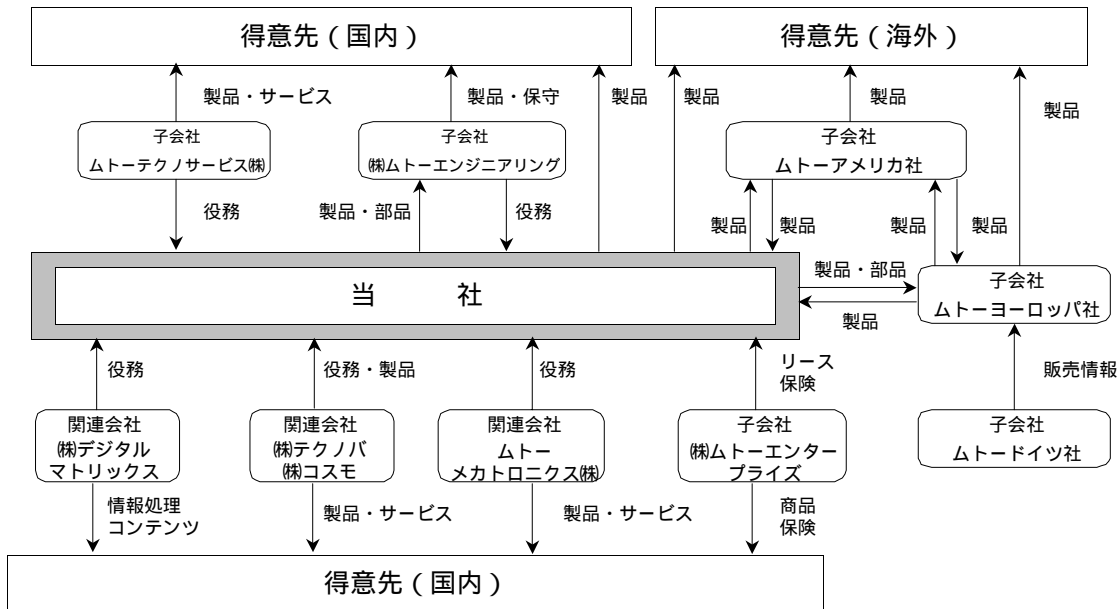 得意先（国内）
得意先（海外）
製品・サービス
製品・保守
製品
製品
製品
製品
子会社
ムトーテクノサービス㈱
子会社
㈱ムトーエンジニアリング
子会社
ムトーアメリカ社
役務
製品・部品
役務
製品
製品
製品
製品
当　社
製品・部品
製品
子会社
ムトーヨーロッパ社
役務
役務・製品
役務
リース
保険
販売情報
関連会社
㈱デジタル
マトリックス
関連会社
㈱テクノバ
㈱コスモ
関連会社
ムトー
メカトロニクス㈱
子会社
㈱ムトーエンター
プライズ
子会社
ムトードイツ社
情報処理
コンテンツ
製品・サービス
製品・サービス
商品
保険
得意先（国内）